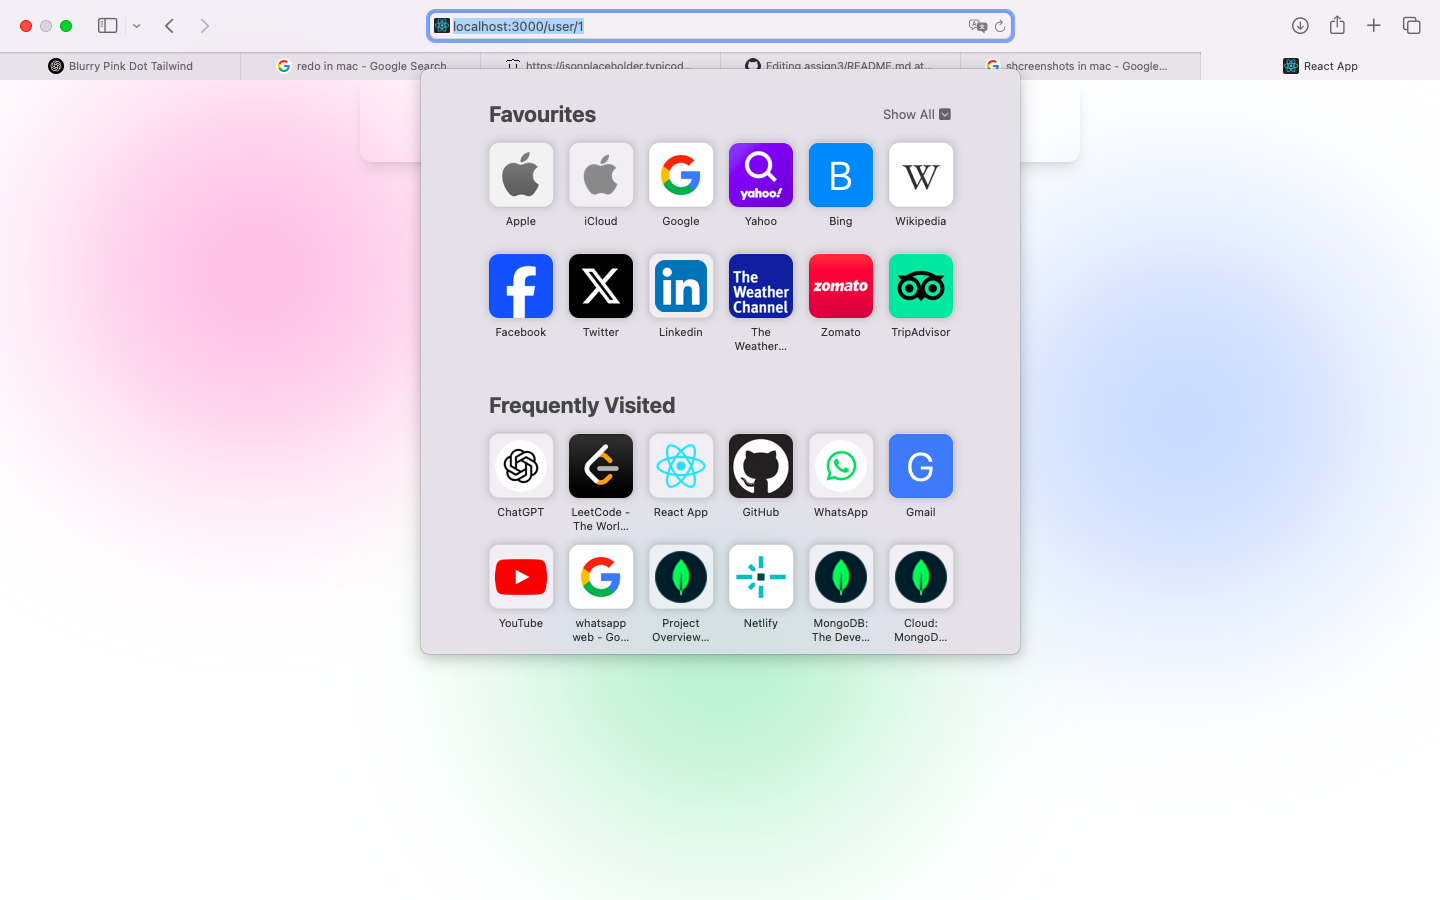 localhost:3000/user/1
Blurry Pink Dot Tailwind
redo in mac - Google Search
https://jsonplaceholder.typicod...
Editing assign3/README.md at...
shcreenshots in mac - Google...
React App
Favourites
Show All
yahoo!
B
W
Apple
iCloud
Google
Yahoo
Bing
Wikipedia
in
The
Weather
Channel
zomato
Facebook
Twitter
Linkedin
The
Weather...
Zomato
TripAdvisor
Frequently Visited
G
ChatGPT
LeetCode -
The Worl...
React App
GitHub
WhatsApp
Gmail
YouTube
whatsapp
web - Go...
Project
Overview...
Netlify
MongoDB:
The Deve...
Cloud:
MongoD...